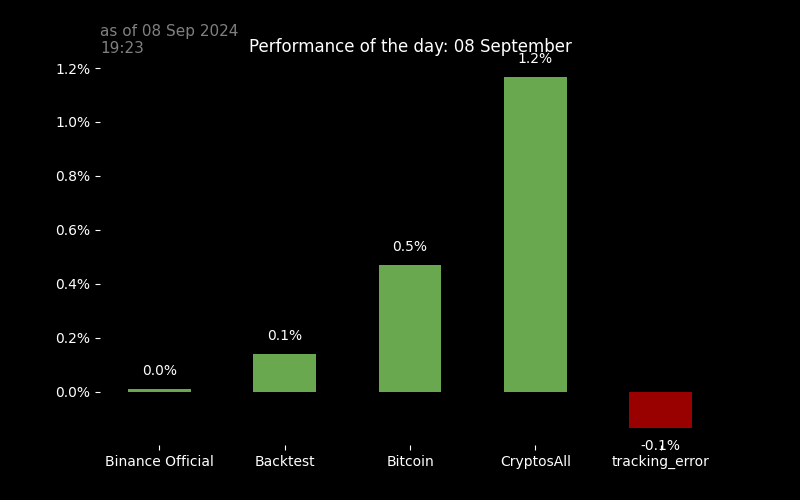 as of 08 Sep 2024
19:23
Performance of the day: 08 September
1.2%
1.2%
1.0%
0.8%
0.6%
0.5%
0.4%
0.2%
0.1%
0.0%
0.0%
-0.1%
Binance Official
Backtest
Bitcoin
CryptosAll
tracking_error